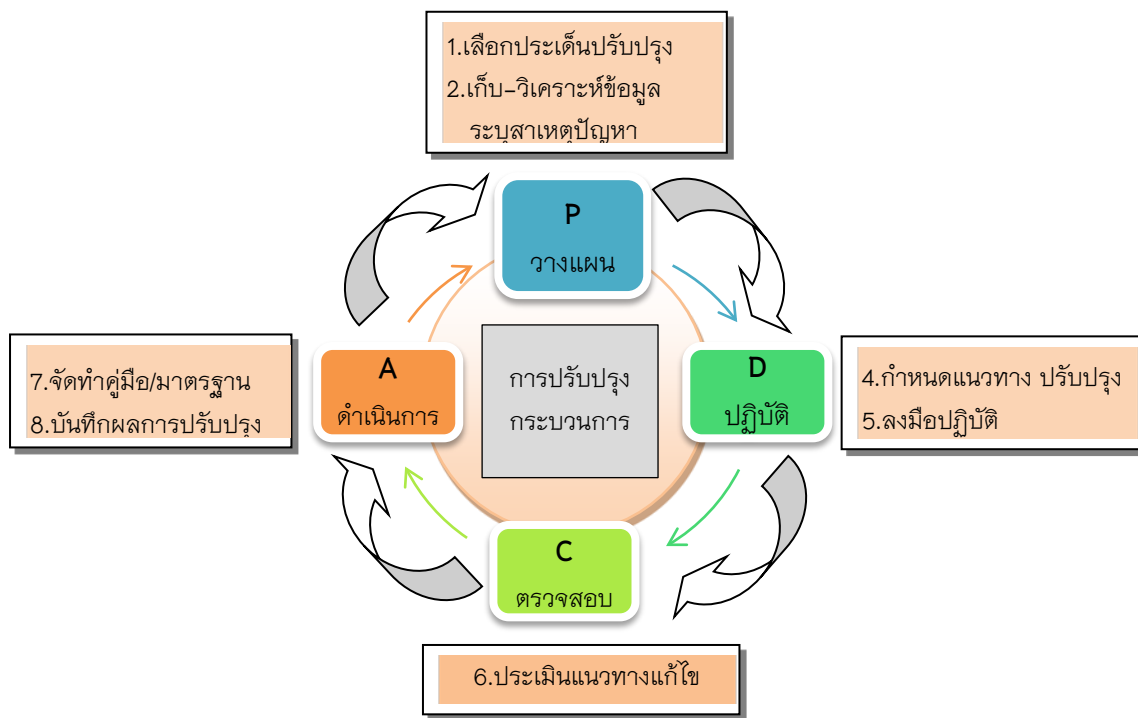 1.เลือกประเด็นปรับปรุง
2.เก็บ-วิเคราะห์ข้อมูล
ระบุสาเหตุปัญหา
P
วางแผน
7.จัดทำคู่มือ/มาตรฐาน
8.บันทึกผลการปรับปรุง
A
ดำเนินการ
การปรับปรุง
กระบวนการ
D
ปฏิบัติ
4.กำหนดแนวทาง ปรับปรุง
5.ลงมือปฏิบัติ
C
ตรวจสอบ
6.ประเมินแนวทางแก้ไข